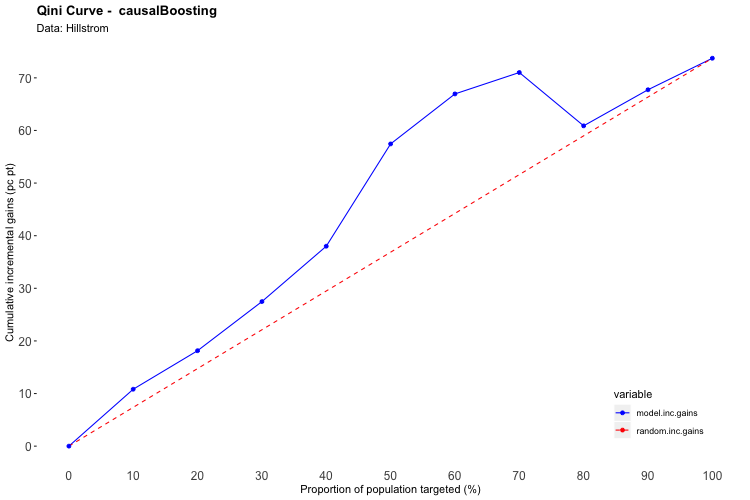 Qini Curve - causalBoosting
Data: Hillstrom
Cumulative incremental gains (pc pt)
70
60
50
40
30
20
10
0
variable
model.inc.gains
random.inc.gains
0 10 20 30 40 50 60 70 80 90 100
Proportion of population targeted (%)